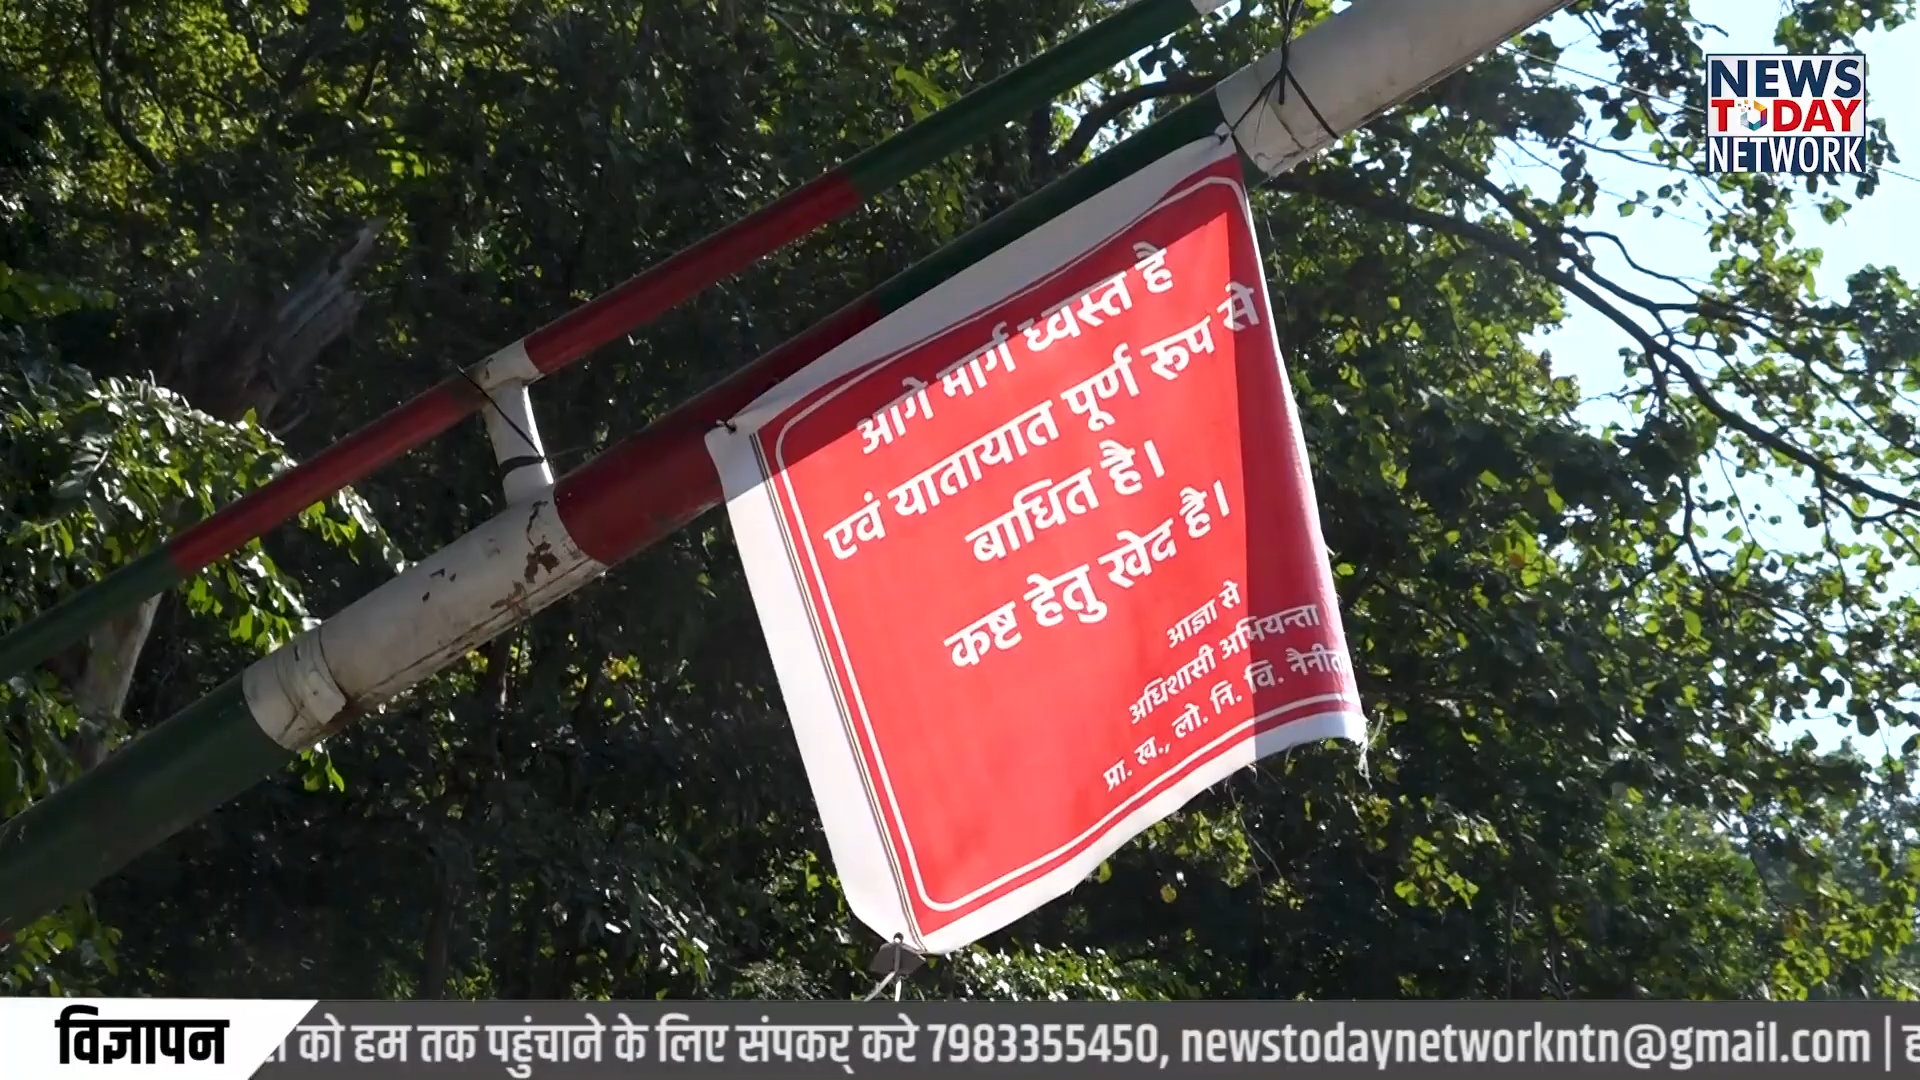 NEWS
TODAY
NETWORK
आगे मार्ग ध्वस्त है
एवं यातायात पूर्ण रूप से
बाधित है।
कष्ट हेतु खेद है।
आज्ञा से
अधिशासी अभियन्ता
प्रा. ख., लो. नि. वि.
विज्ञापन
को हम तक पहुंचाने के लिए संपकर् करे 7983355450, newstodaynetworkntn@gmail.com |